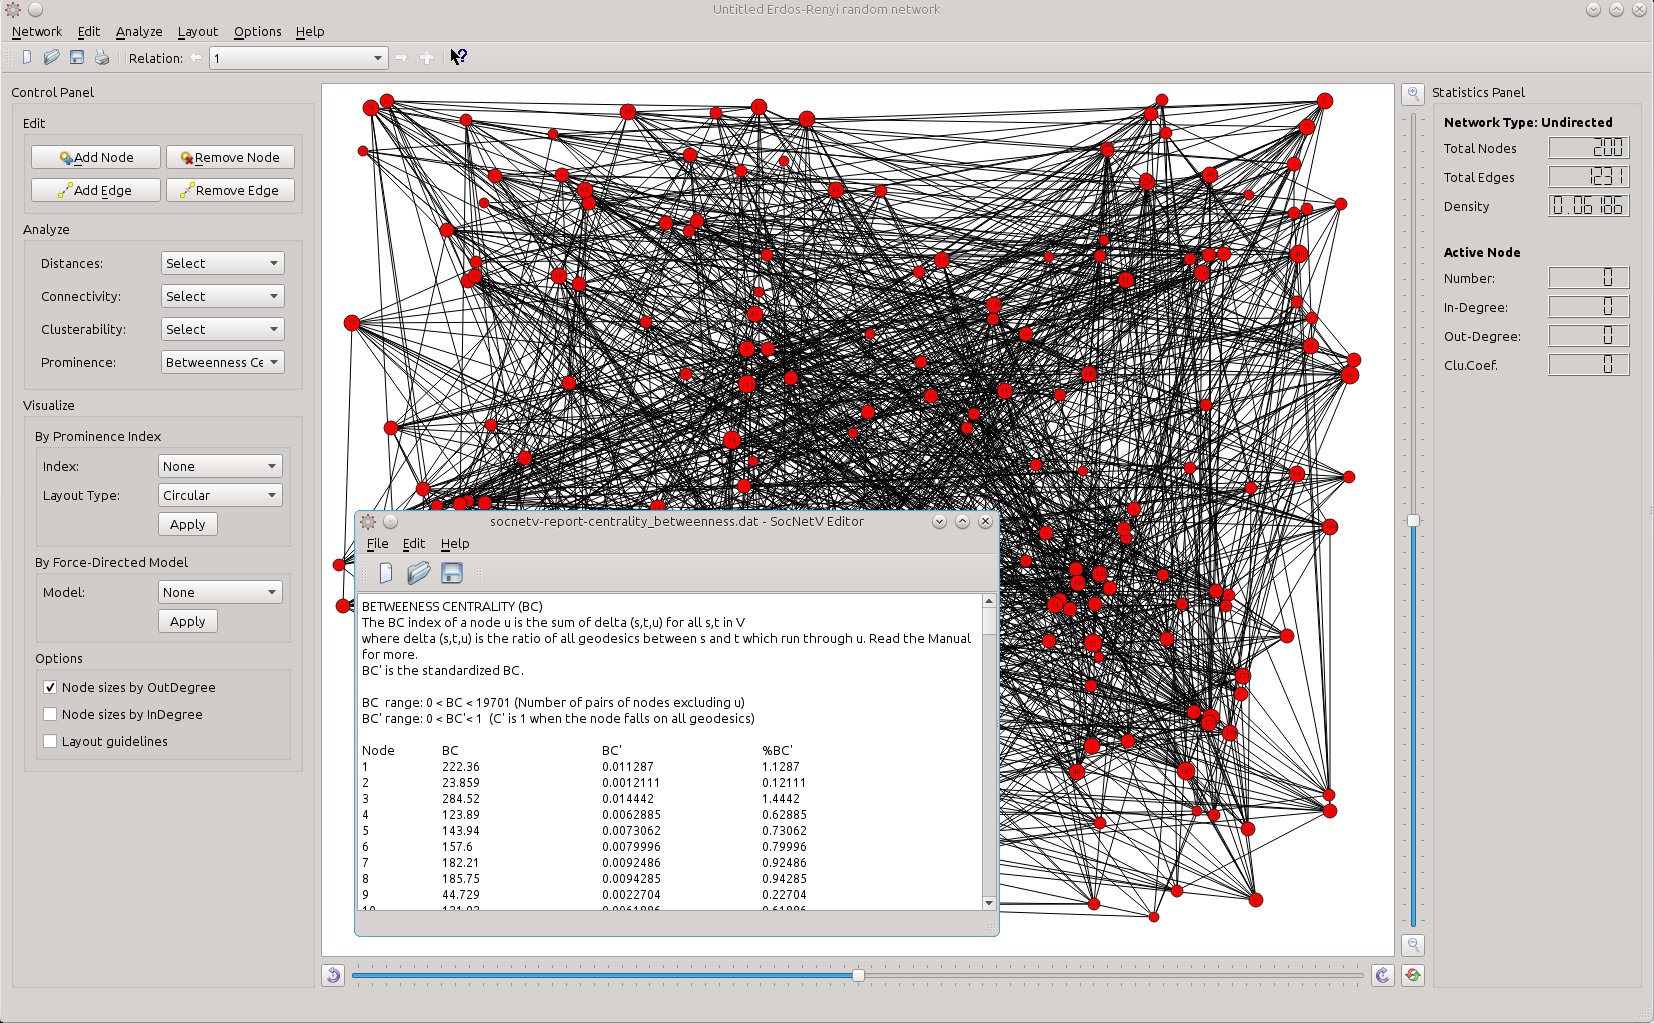 Untitled Erdos-Renyi random network
Network Edit Analyze Layout Options Help
Relation: 1
Control Panel
Edit
Add Node Remove Node
Add Edge Remove Edge
Analyze
Distances: Select
Connectivity: Select
Clusterability: Select
Prominence: Betweenness Ce
Visualize
By Prominence Index
Index: None
Layout Type: Circular
Apply
By Force-Directed Model
Model: None
Apply
Options
Node sizes by OutDegree
Node sizes by InDegree
Layout guidelines
socnetv-report-centrality_betweenness.dat - SocNetV Editor
File Edit Help
BETWEENESS CENTRALITY (BC)
The BC index of a node u is the sum of delta (s,t,u) for all s,t in V
where delta (s,t,u) is the ratio of all geodesics between s and t which run through u. Read the Manual
for more.
BC' is the standardized BC.
BC range: 0 < BC < 19701 (Number of pairs of nodes excluding u)
BC' range: 0 < BC'< 1 (C' is 1 when the node falls on all geodesics)
Node BC BC' %BC'
1 222.36 0.011287 1.1287
2 23.859 0.0012111 0.12111
3 284.52 0.014442 1.4442
4 123.89 0.0062885 0.62885
5 143.94 0.0073062 0.73062
6 157.6 0.0079996 0.79996
7 182.21 0.0092486 0.92486
8 185.75 0.0094285 0.94285
9 44.729 0.0022704 0.22704
Statistics Panel
Network Type: Undirected
Total Nodes 200
Total Edges 1231
Density 0.06186
Active Node
Number: 0
In-Degree: 0
Out-Degree: 0
Clu.Coef. 0